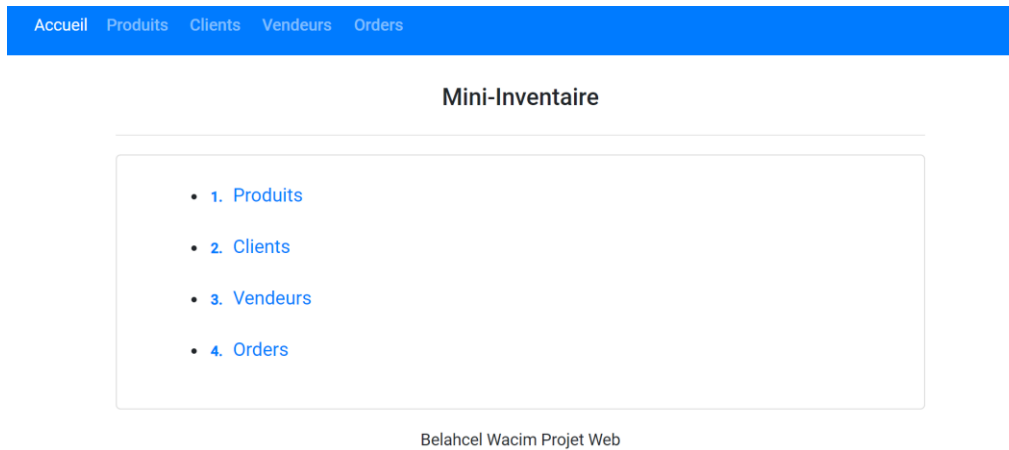 Accueil Produits Clients Vendeurs Orders
Mini-Inventaire
• 1. Produits
• 2. Clients
• 3. Vendeurs
• 4. Orders
Belahcel Wacim Projet Web